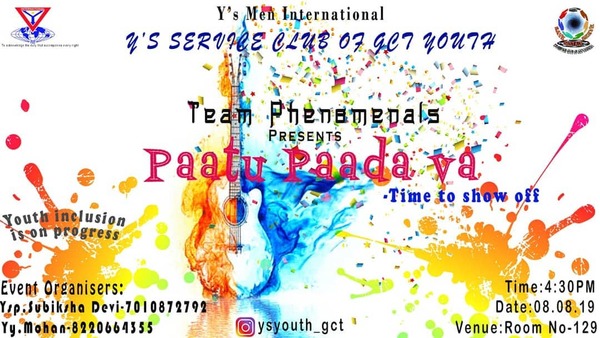 Y's Men International
Y'S SERVICE CLUB OF GCT YOUTH
Team Phenomenals
PRESENTS
Paatu Paada va
-Time to show off
Youth inclusion
is on progress
Event Organisers:
Ysp.Subiksha Devi-7010872792
Yy.Mohan-8220664355
ysyouth_gct
Time:4:30PM
Date:08.08.19
Venue:Room No-129